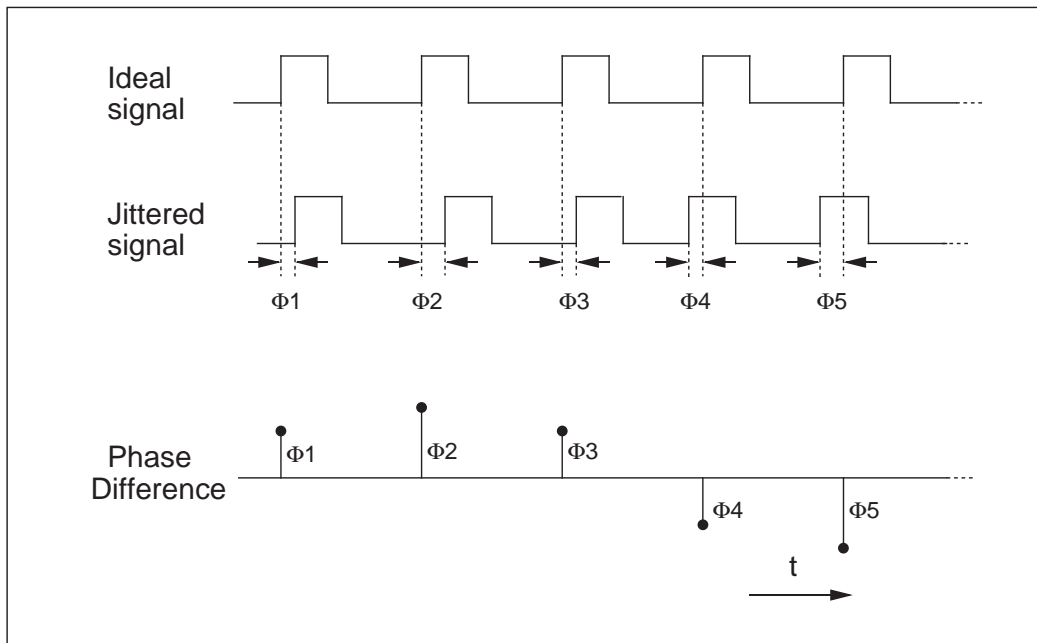 Ideal
signal
Jittered
signal
Φ1 Φ2 Φ3 Φ4 Φ5
Phase
Difference
Φ1 Φ2 Φ3 Φ4 Φ5
t